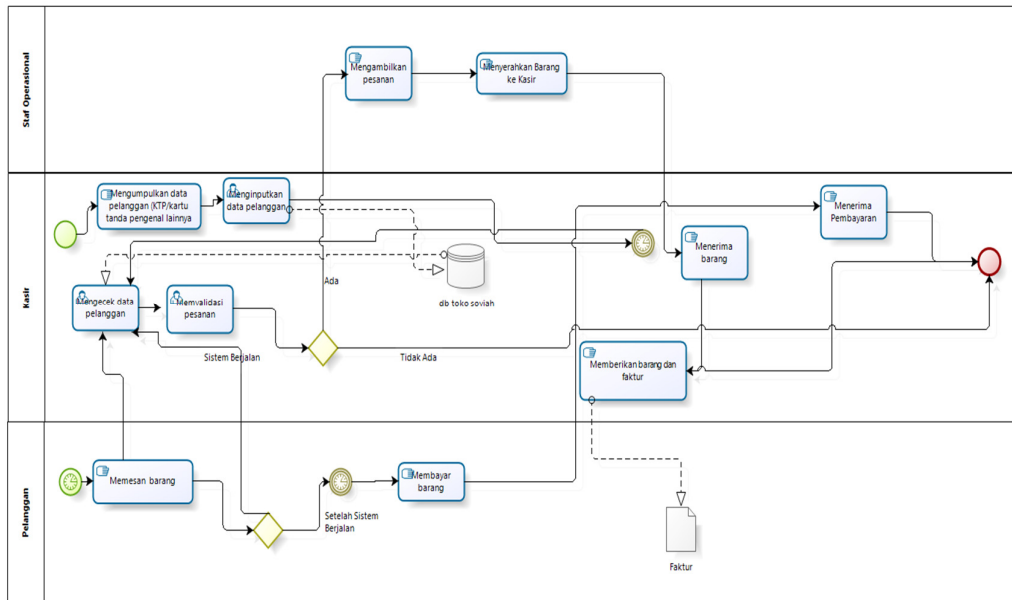 Staf Operasional
Mengambilkan
pesanan
Menyerahkan Barang
ke Kasir
Kasir
Mengumpulkan data
pelanggan (KTP/kartu
tanda pengenal lainnya
Menginputkan
data pelanggan
Menerima
Pembayaran
Menerima
barang
db toko soviah
Ada
Mengecek data
pelanggan
Memvalidasi
pesanan
Sistem Berjalan
Tidak Ada
Memberikan barang dan
faktur
Pelanggan
Memesan barang
Setelah Sistem
Berjalan
Membayar
barang
Faktur